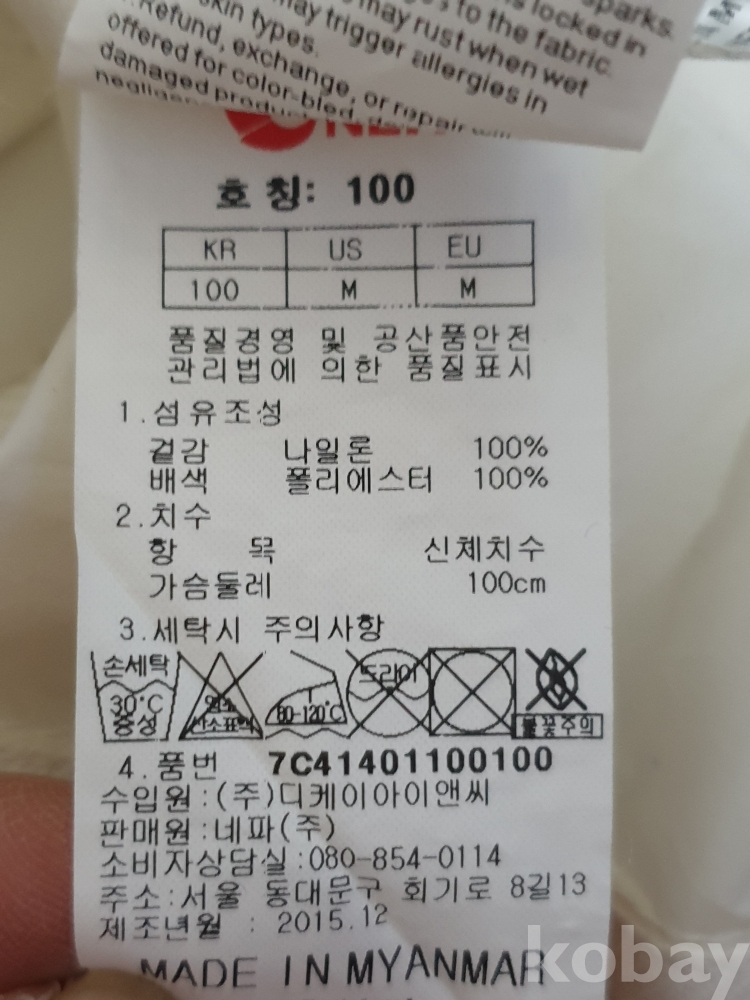 sparks.
is locked in
s to the fabric.
may rust when wet
may trigger allergies in
skin types.
Refund, exchange, or repair will
offered for color-bled,
damaged
호 칭: 100
KR US EU
100 M M
품질경영 및 공산품안전
관리법에 의한 품질표시
1.섬유조성
겉감 나일론 100%
배색 폴리에스터 100%
2.치수
항 목 신체치수
가슴둘레 100cm
3.세탁시 주의사항
손세탁 드라이
30°C 염소 80-120°C
중성 산소표백 불꽃주의
4.품번 7C41401100100
수입원:(주)디케이아이앤씨
판매원:네파(주)
소비자상담실:080-854-0114
주소:서울 동대문구 회기로 8길13
제조년월 : 2015.12
MADE IN MYANMAR
kobay